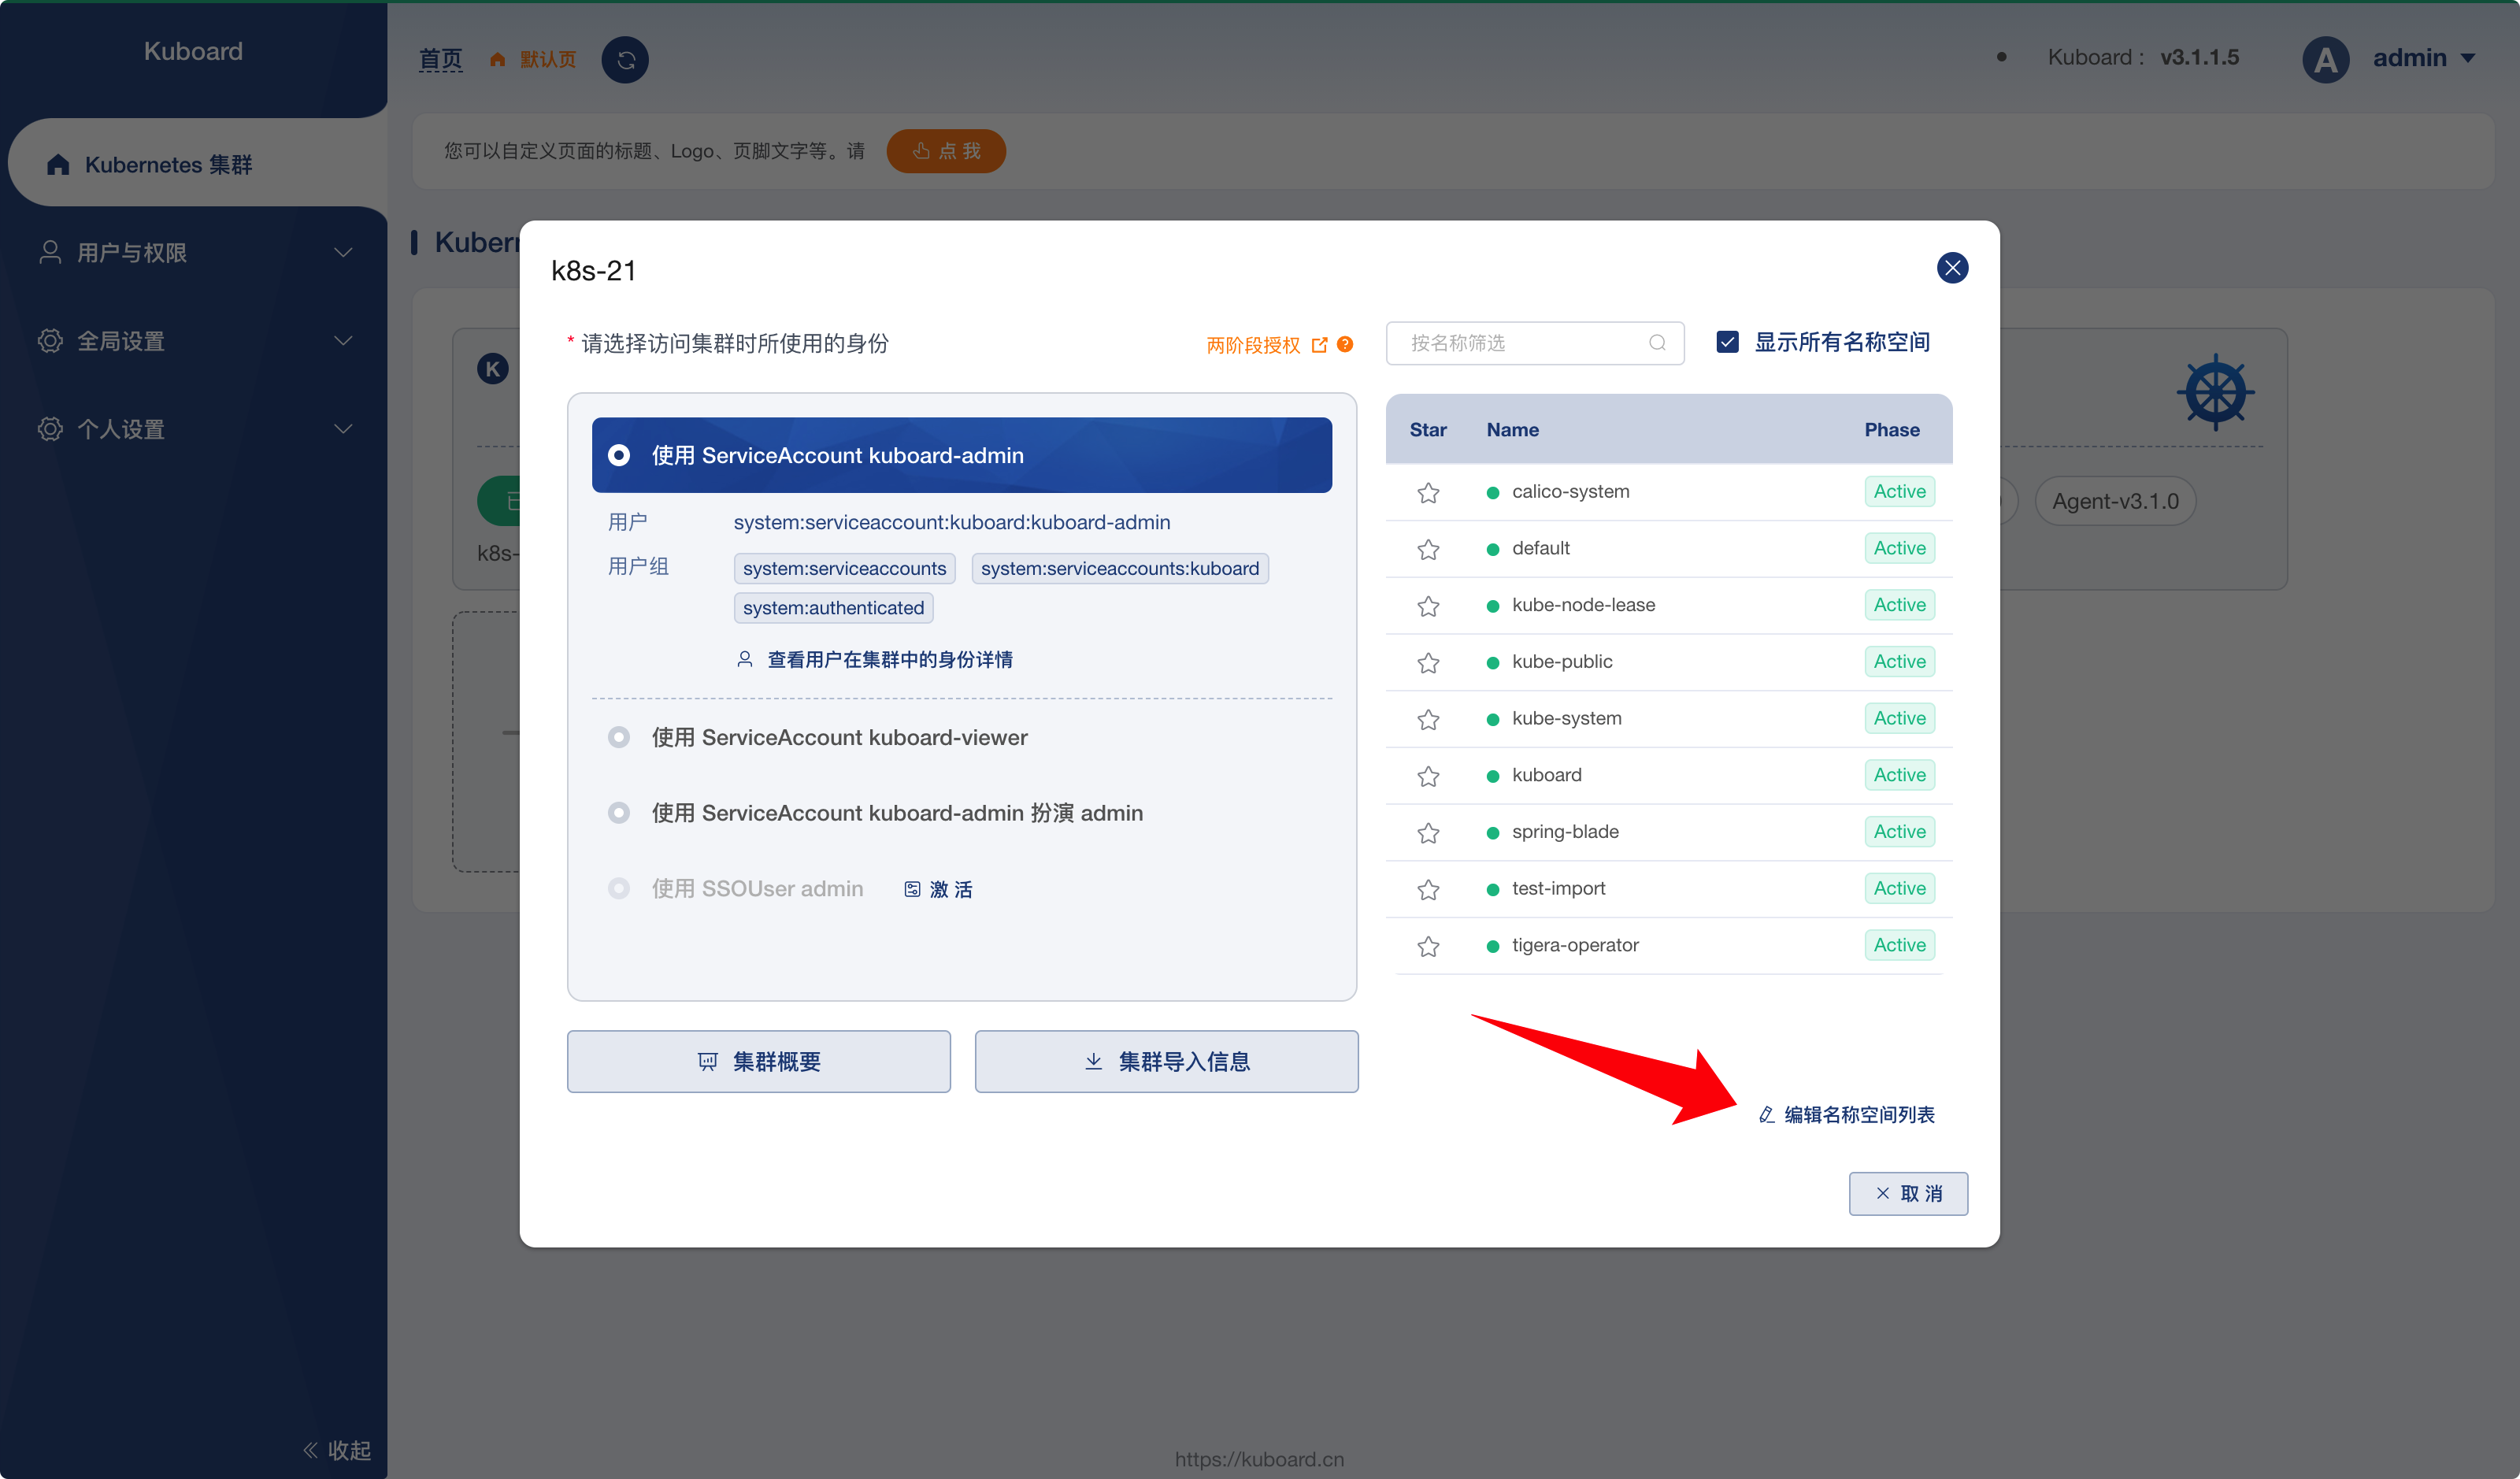 Kuboard
首页 默认页
Kuboard : v3.1.1.5
A admin
Kubernetes 集群
用户与权限
全局设置
个人设置
您可以自定义页面的标题、Logo、页脚文字等。请 点 我
k8s-21
* 请选择访问集群时所使用的身份
两阶段授权 ?
按名称筛选
显示所有名称空间
使用 ServiceAccount kuboard-admin
用户 system:serviceaccount:kuboard:kuboard-admin
用户组 system:serviceaccounts system:serviceaccounts:kuboard
system:authenticated
查看用户在集群中的身份详情
使用 ServiceAccount kuboard-viewer
使用 ServiceAccount kuboard-admin 扮演 admin
使用 SSOUser admin 激 活
集群概要
集群导入信息
Star Name Phase
calico-system Active
default Active
kube-node-lease Active
kube-public Active
kube-system Active
kuboard Active
spring-blade Active
test-import Active
tigera-operator Active
编辑名称空间列表
取 消
K
k8s-
Agent-v3.1.0
收起
https://kuboard.cn